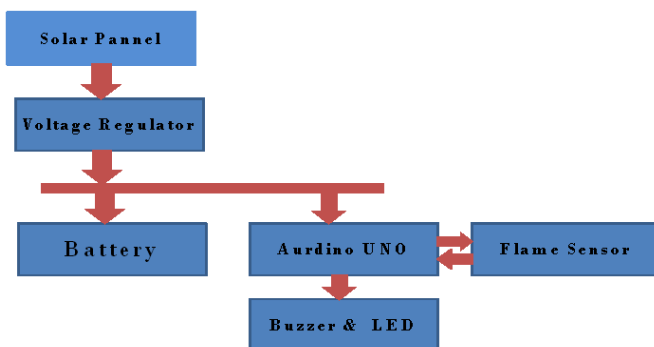 Solar Pannel
Voltage Regulator
Battery
Aurdino UNO
Flame Sensor
Buzzer & LED